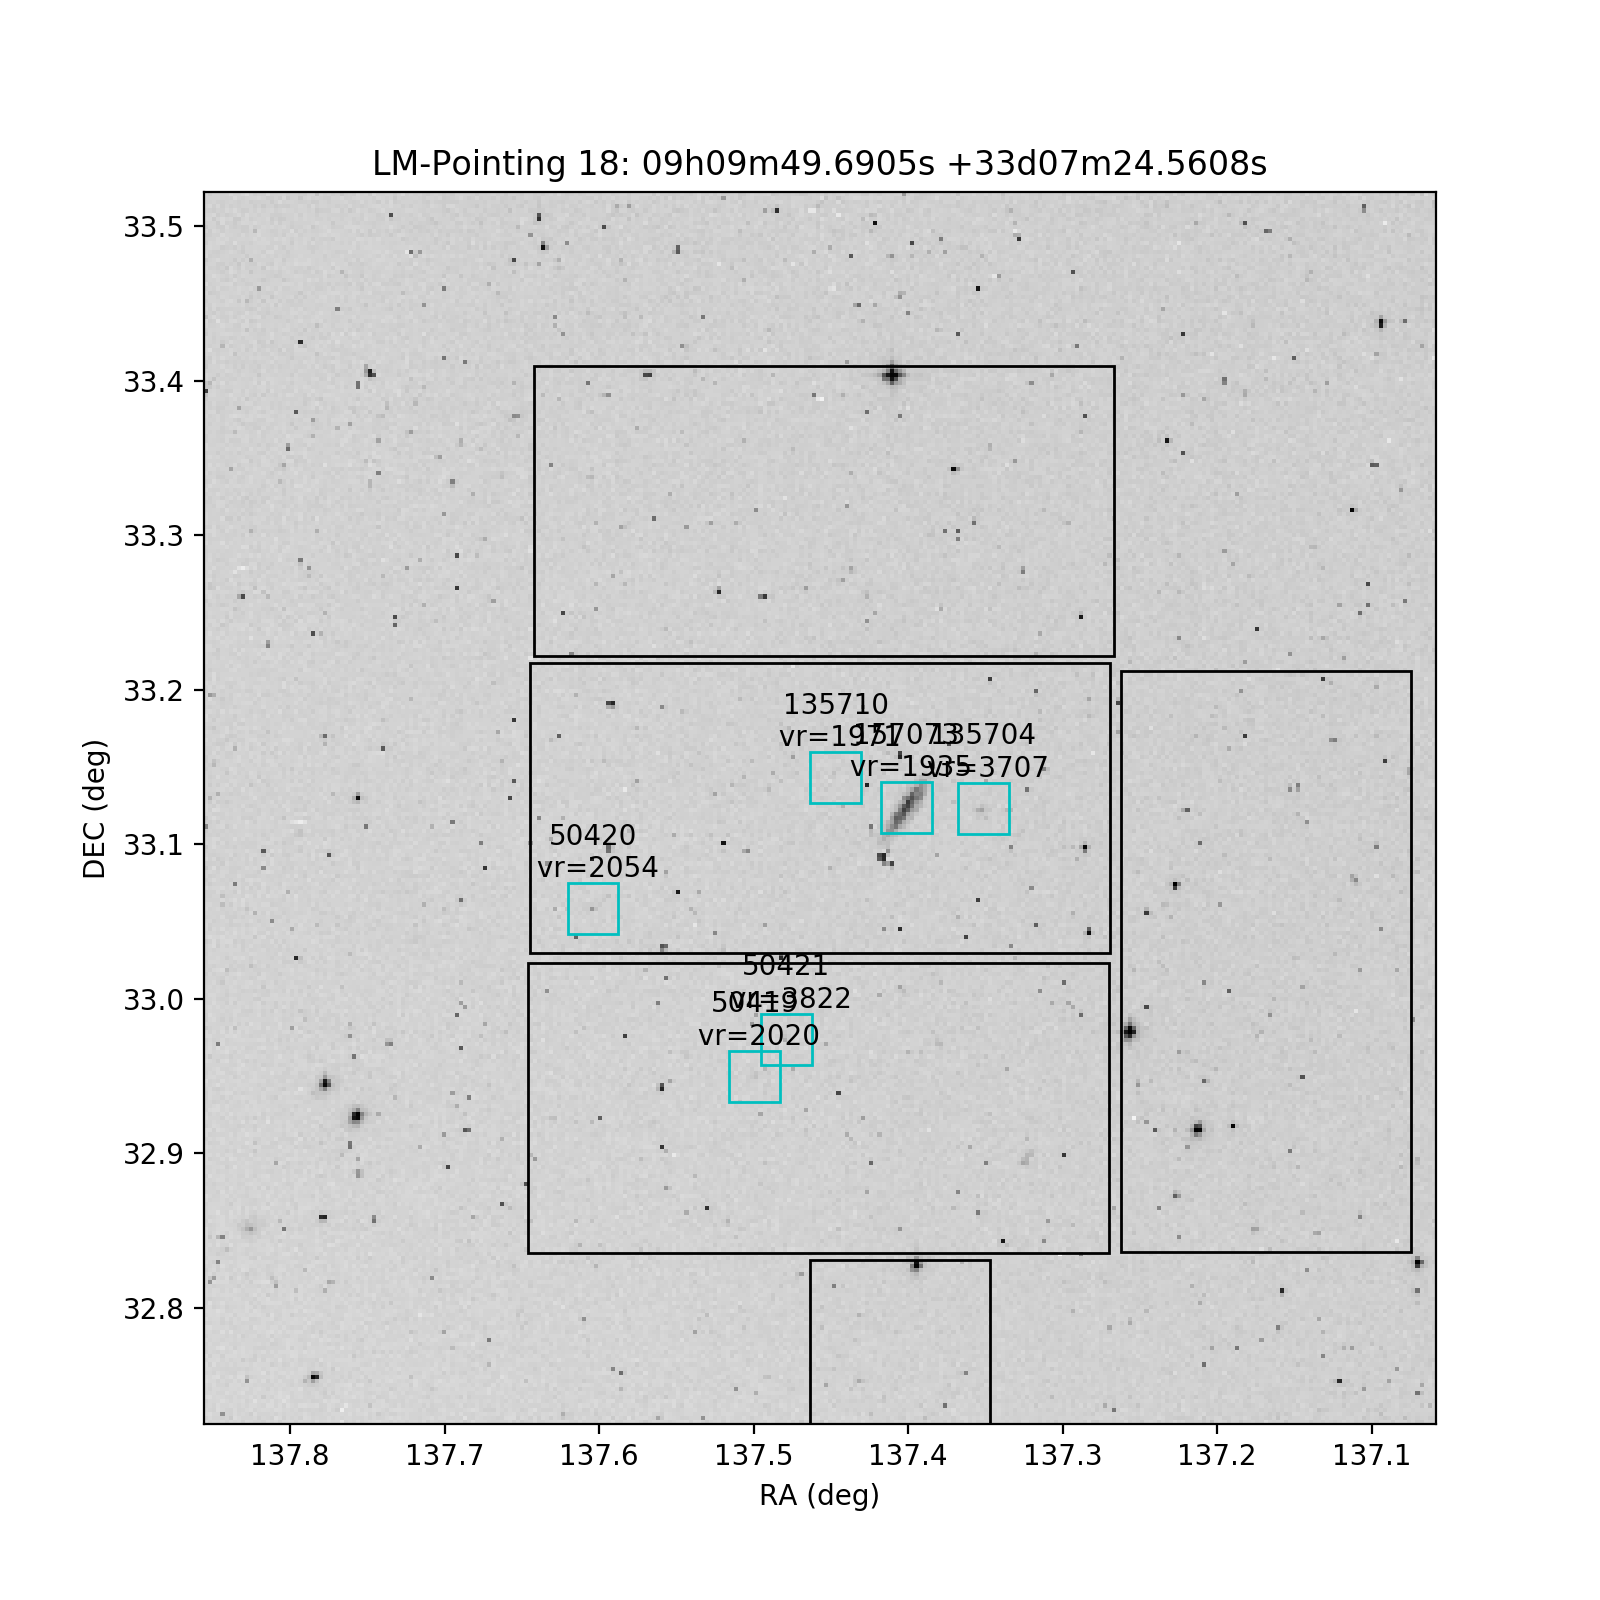 LM-Pointing 18: 09h09m49.6905s +33d07m24.5608s
33.5
33.4
33.3
33.2
33.1
33.0
32.9
32.8
DEC (deg)
135710
vr=1971
157073
vr=1935
135704
vr=3707
50420
vr=2054
50421
vr=3822
50419
vr=2020
137.8 137.7 137.6 137.5 137.4 137.3 137.2 137.1
RA (deg)